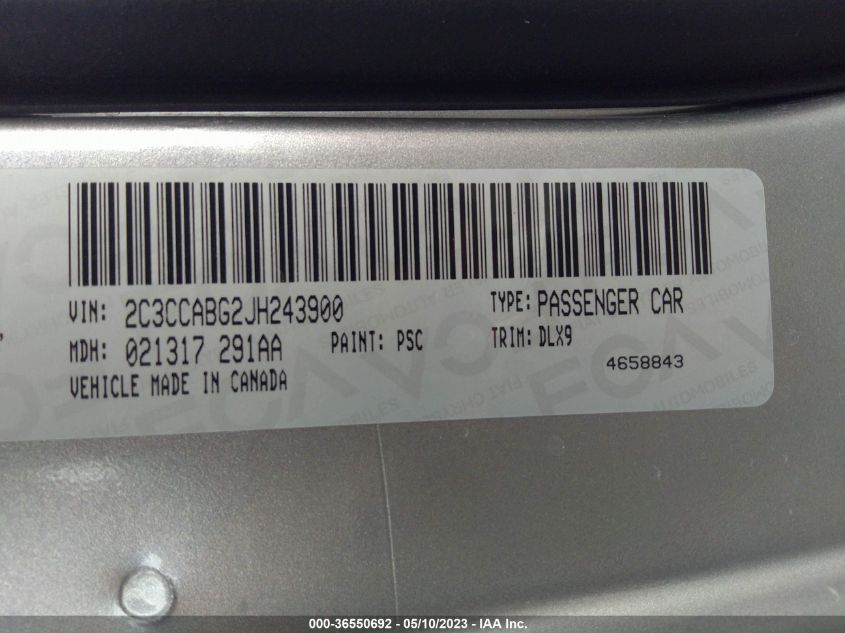 VIN: 2C3CCABG2JH243900 TYPE: PASSENGER CAR
MDH: 021317 291AA PAINT: PSC TRIM: DLX9
VEHICLE MADE IN CANADA 4658843
000-36550692 - 05/10/2023 - IAA Inc.